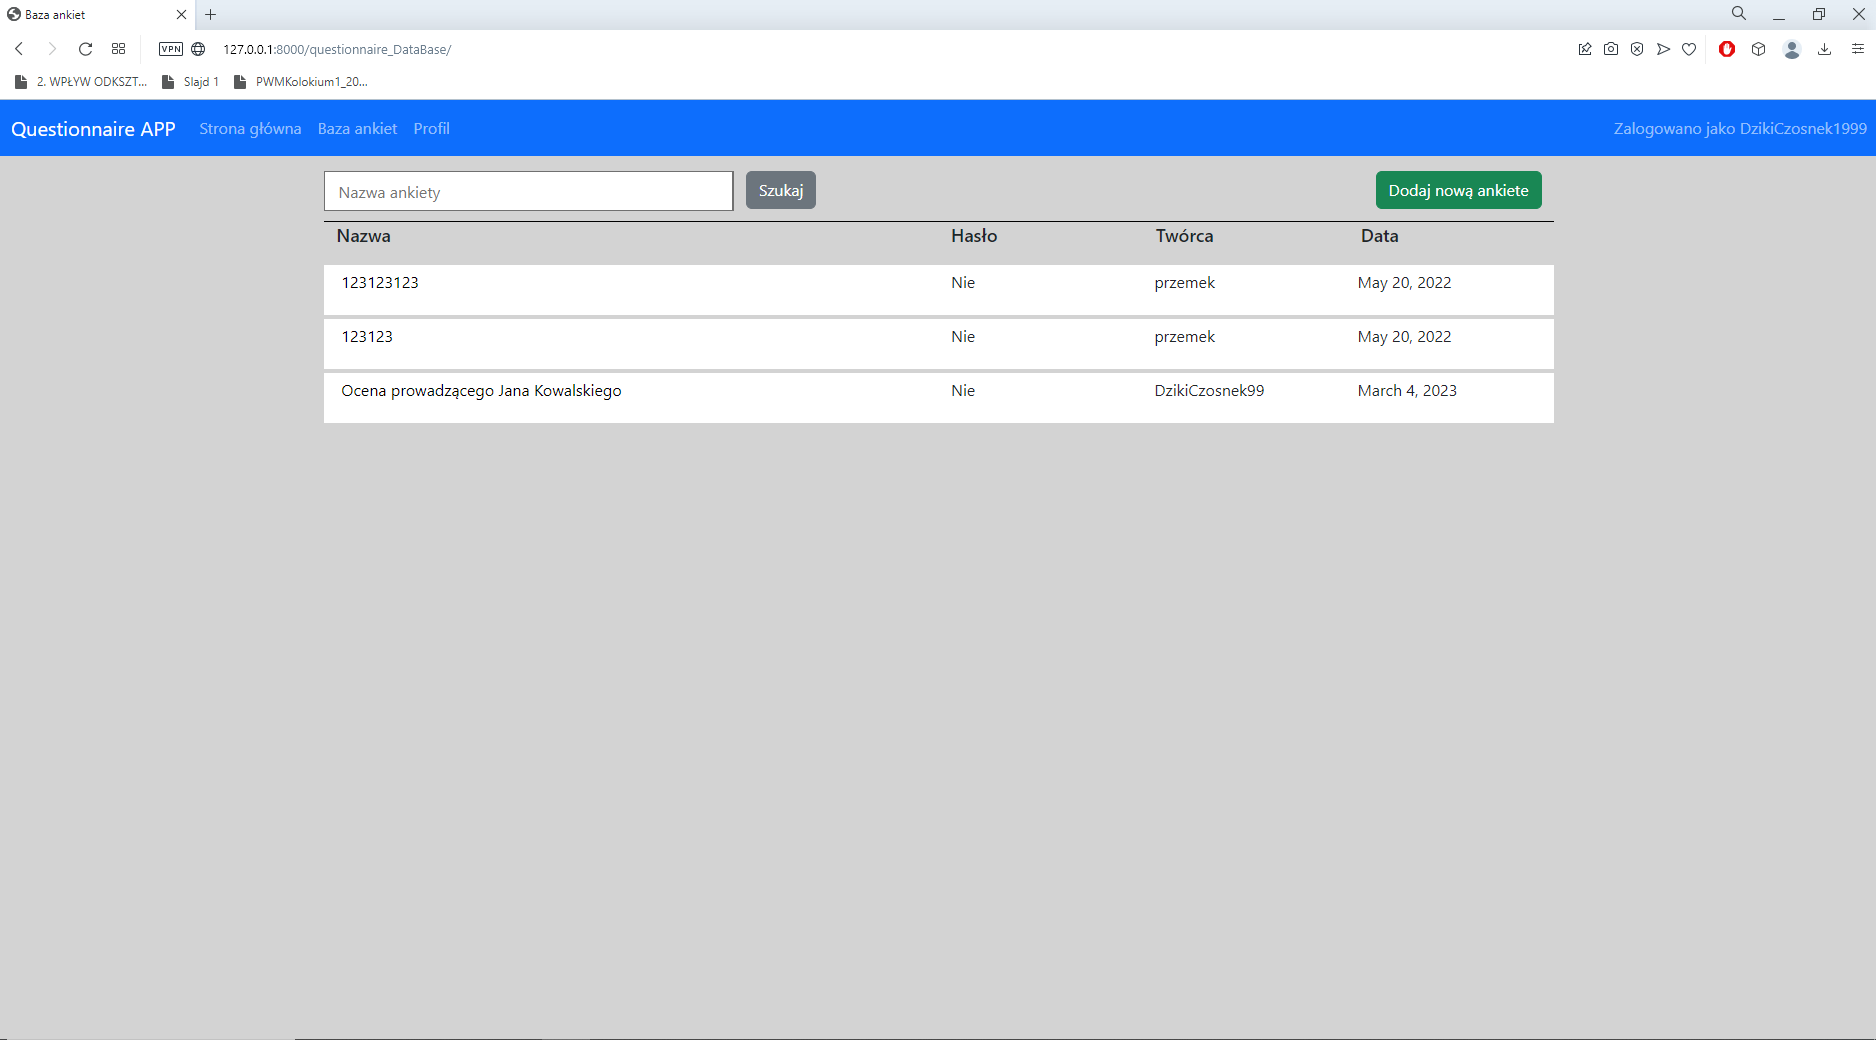 Baza ankiet
VPN 127.0.0.1:8000/questionnaire_DataBase/
2. WPŁYW ODKSZT... Slajd 1 PWMKolokium1_20...
Questionnaire APP Strona główna Baza ankiet Profil Zalogowano jako DzikiCzosnek1999
Nazwa ankiety Szukaj Dodaj nową ankiete
Nazwa Hasło Twórca Data
123123123 Nie przemek May 20, 2022
123123 Nie przemek May 20, 2022
Ocena prowadzącego Jana Kowalskiego Nie DzikiCzosnek99 March 4, 2023